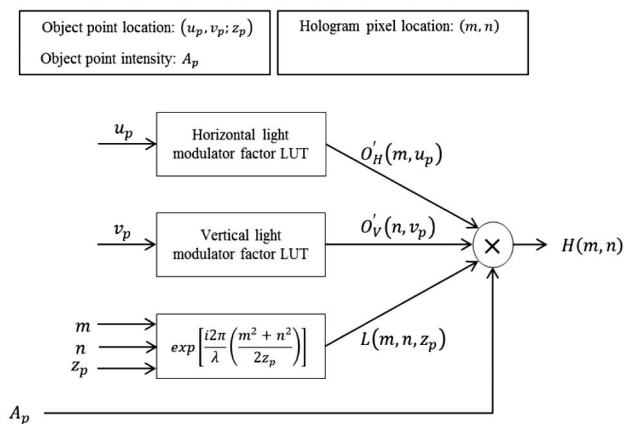 Object point location: (u_p, v_p; z_p)
Object point intensity: A_p
Hologram pixel location: (m, n)
u_p
Horizontal light
modulator factor LUT
O'_H(m, u_p)
v_p
Vertical light
modulator factor LUT
O'_V(n, v_p)
×
H(m, n)
m
n
z_p
exp[i2π/λ (m² + n²/2z_p)]
L(m, n, z_p)
A_p